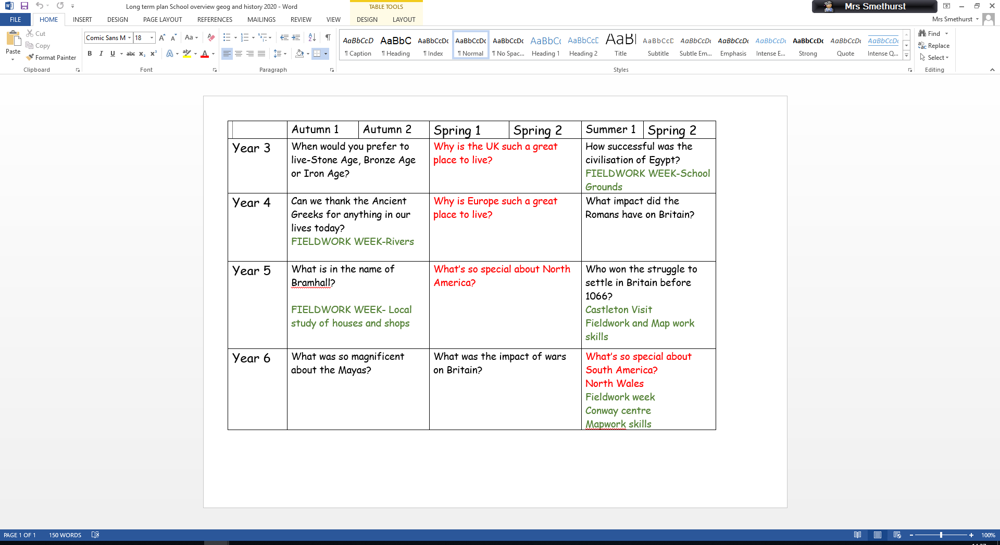 Long term plan School overview geog and history 2020 - Word
TABLE TOOLS
Mrs Smethurst
FILE HOME INSERT DESIGN PAGE LAYOUT REFERENCES MAILINGS REVIEW VIEW DESIGN LAYOUT
Mrs Smethurst
Paste
Cut
Copy
Format Painter
Clipboard
Comic Sans M 18
Font
Paragraph
AaBbCcD AaBbC AaBbCcDc AaBbCcDc AaBbCcDc AaBbCc AaBbCcE AaBl AaBbCcD AaBbCcDc AaBbCcDc AaBbCcDc AaBbCcDc AaBbCcDc AaBbCcDc
¶ Caption ¶ Heading ¶ Index ¶ Normal ¶ No Spac... Heading 1 Heading 2 Title Subtitle Subtle Em... Emphasis Intense E... Strong Quote Intense Q...
Styles
Find
Replace
Select
Editing
Autumn 1 Autumn 2 Spring 1 Spring 2 Summer 1 Spring 2
Year 3
When would you prefer to
live-Stone Age, Bronze Age
or Iron Age?
Why is the UK such a great
place to live?
How successful was the
civilisation of Egypt?
FIELDWORK WEEK-School
Grounds
Year 4
Can we thank the Ancient
Greeks for anything in our
lives today?
FIELDWORK WEEK-Rivers
Why is Europe such a great
place to live?
What impact did the
Romans have on Britain?
Year 5
What is in the name of
Bramhall?
FIELDWORK WEEK- Local
study of houses and shops
What's so special about North
America?
Who won the struggle to
settle in Britain before
1066?
Castleton Visit
Fieldwork and Map work
skills
Year 6
What was so magnificent
about the Mayas?
What was the impact of wars
on Britain?
What's so special about
South America?
North Wales
Fieldwork week
Conway centre
Mapwork skills
PAGE 1 OF 1 150 WORDS
100%